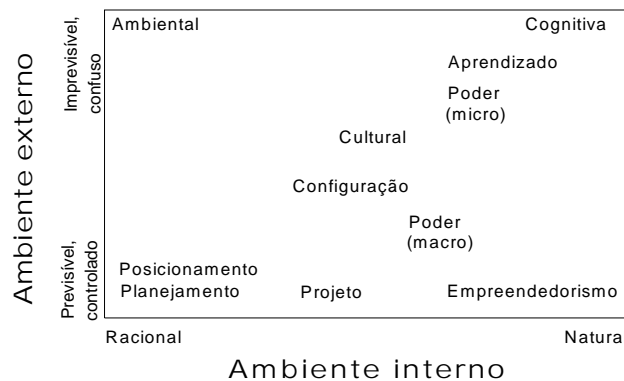 Ambiental
Cognitiva
Aprendizado
Poder
(micro)
Cultural
Configuração
Poder
(macro)
Posicionamento
Planejamento
Projeto
Empreendedorismo
Ambiente externo
Imprevisível,
confuso
Previsível,
controlado
Racional
Natural
Ambiente interno